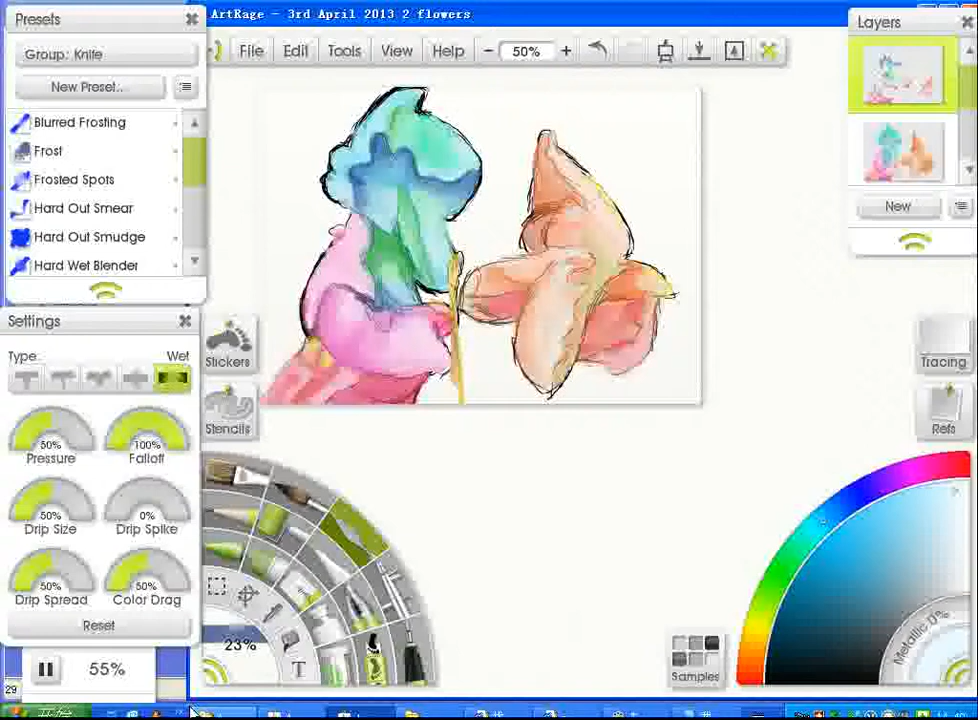 Presets
ArtRage - 3rd April 2013 2 flowers
Layers
Group: Knife
File Edit Tools View Help
50%
New Preset...
Blurred Frosting
Frost
Frosted Spots
Hard Out Smear
Hard Out Smudge
Hard Wet Blender
New
Settings
Type: Wet
50%
Pressure
100%
Falloff
50%
Drip Size
0%
Drip Spike
50%
Drip Spread
50%
Color Drag
Reset
Stickers
Stencils
Tracing
Refs
23%
T
Metallic 0%
Samples
55%
29
开始